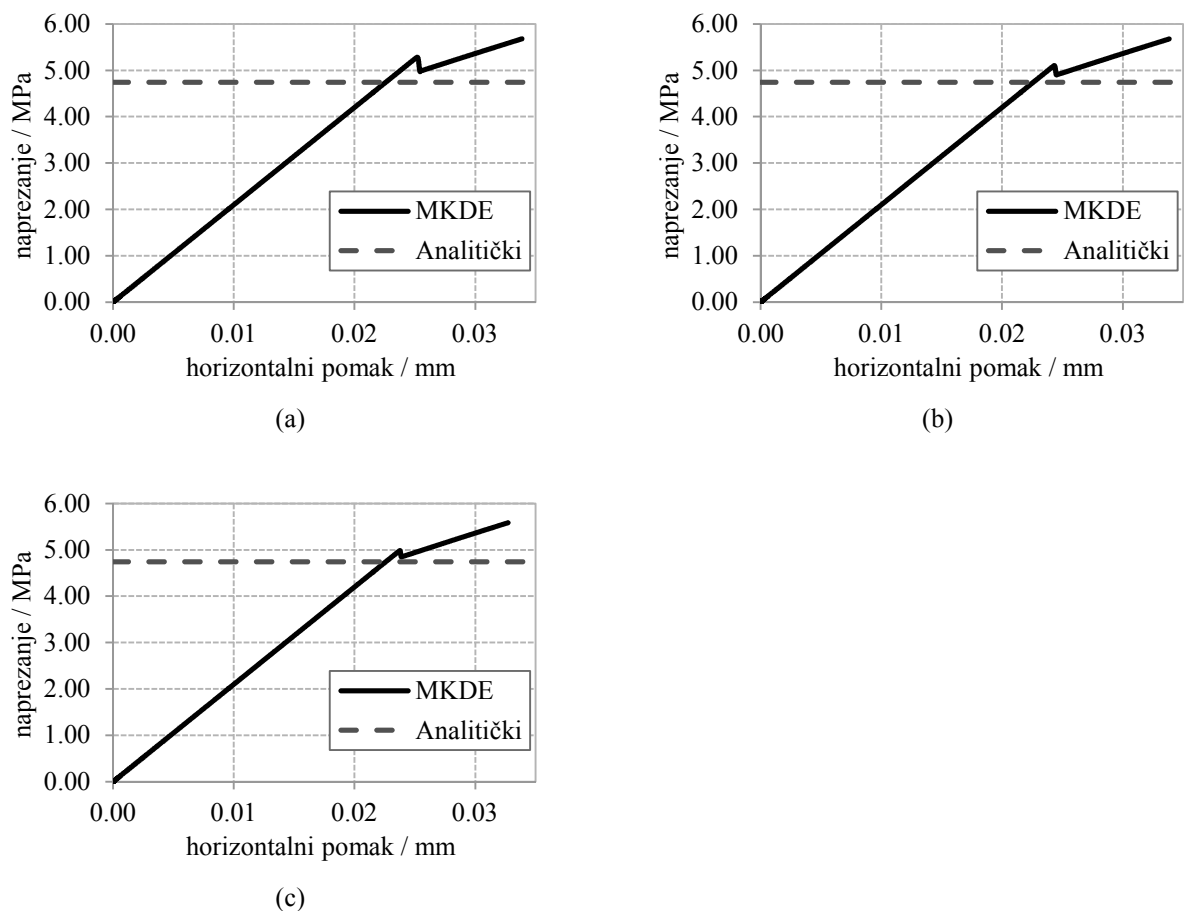 6.00
5.00
4.00
3.00
2.00
1.00
0.00
naprezanje / MPa
MKDE
Analitički
0.00 0.01 0.02 0.03
horizontalni pomak / mm
(a)
6.00
5.00
4.00
3.00
2.00
1.00
0.00
naprezanje / MPa
MKDE
Analitički
0.00 0.01 0.02 0.03
horizontalni pomak / mm
(b)
6.00
5.00
4.00
3.00
2.00
1.00
0.00
naprezanje / MPa
MKDE
Analitički
0.00 0.01 0.02 0.03
horizontalni pomak / mm
(c)